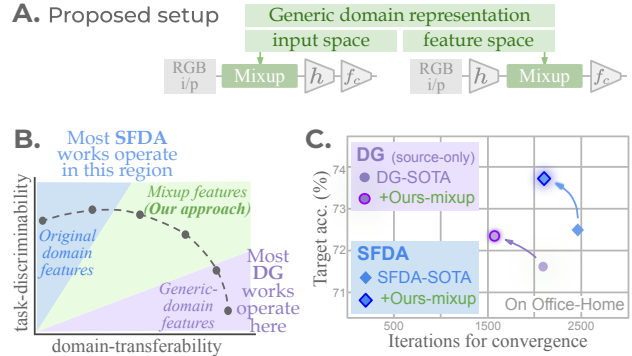 A. Proposed setup
Generic domain representation
input space
feature space
RGB
i/p
Mixup
h
f_c
RGB
i/p
h
Mixup
f_c
B.
Most SFDA
works operate
in this region
Mixup features
(Our approach)
Original
domain
features
Generic-
domain
features
Most
DG
works
operate
here
task-discriminability
domain-transferability
C.
DG (source-only)
DG-SOTA
+Ours-mixup
SFDA
SFDA-SOTA
+Ours-mixup
On Office-Home
Target acc. (%)
74
73
72
71
500
1500
2500
Iterations for convergence